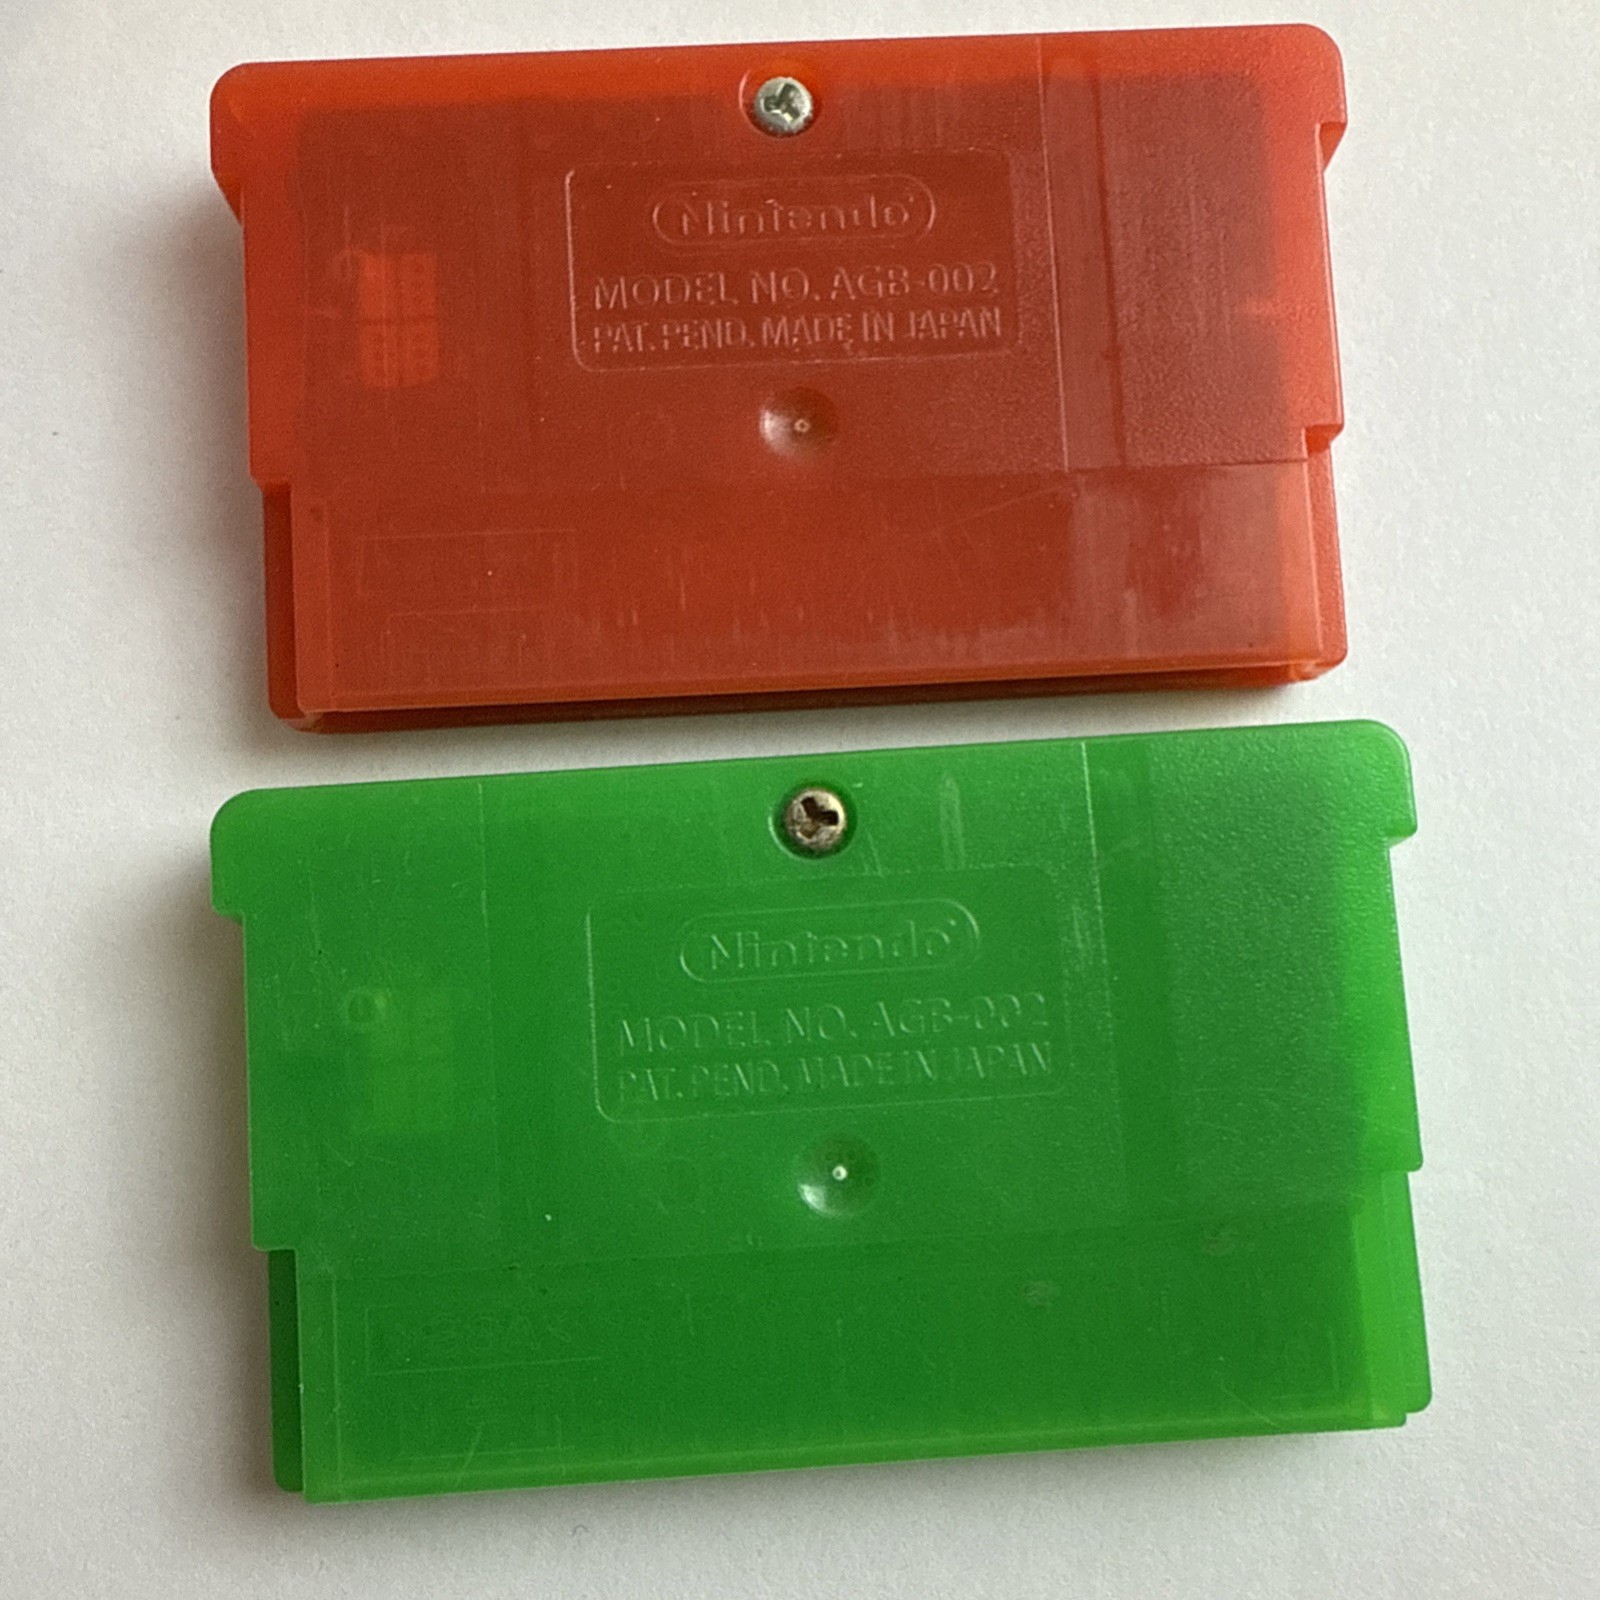 Nintendo
MODEL NO. AGB-002
PAT. PEND. MADE IN JAPAN
Nintendo
MODEL NO. AGB-002
PAT. PEND. MADE IN JAPAN